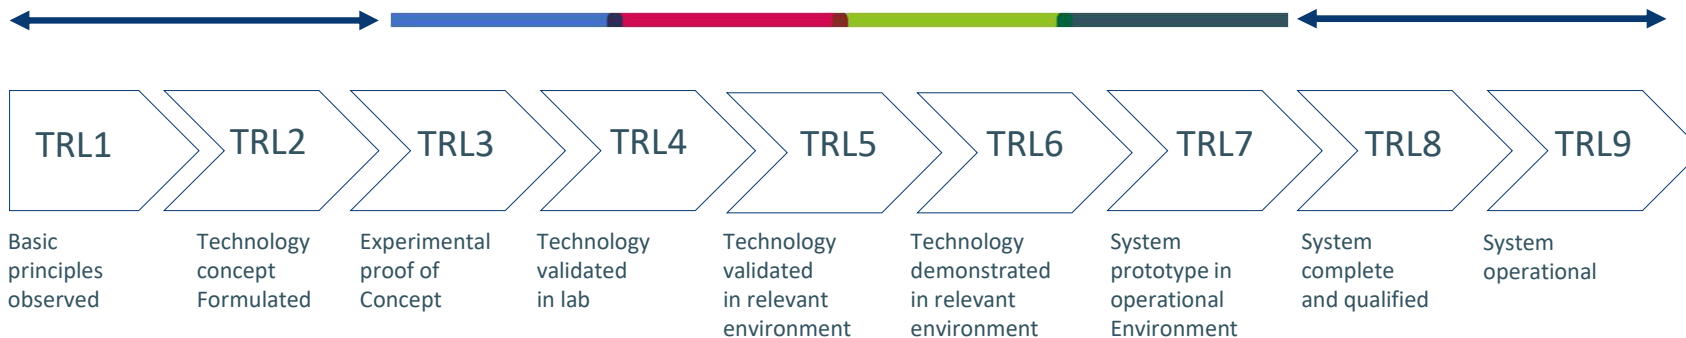 TRL1
TRL2
TRL3
TRL4
TRL5
TRL6
TRL7
TRL8
TRL9
Basic
principles
observed
Technology
concept
Formulated
Experimental
proof of
Concept
Technology
validated
in lab
Technology
validated
in relevant
environment
Technology
demonstrated
in relevant
environment
System
prototype in
operational
Environment
System
complete
and qualified
System
operational